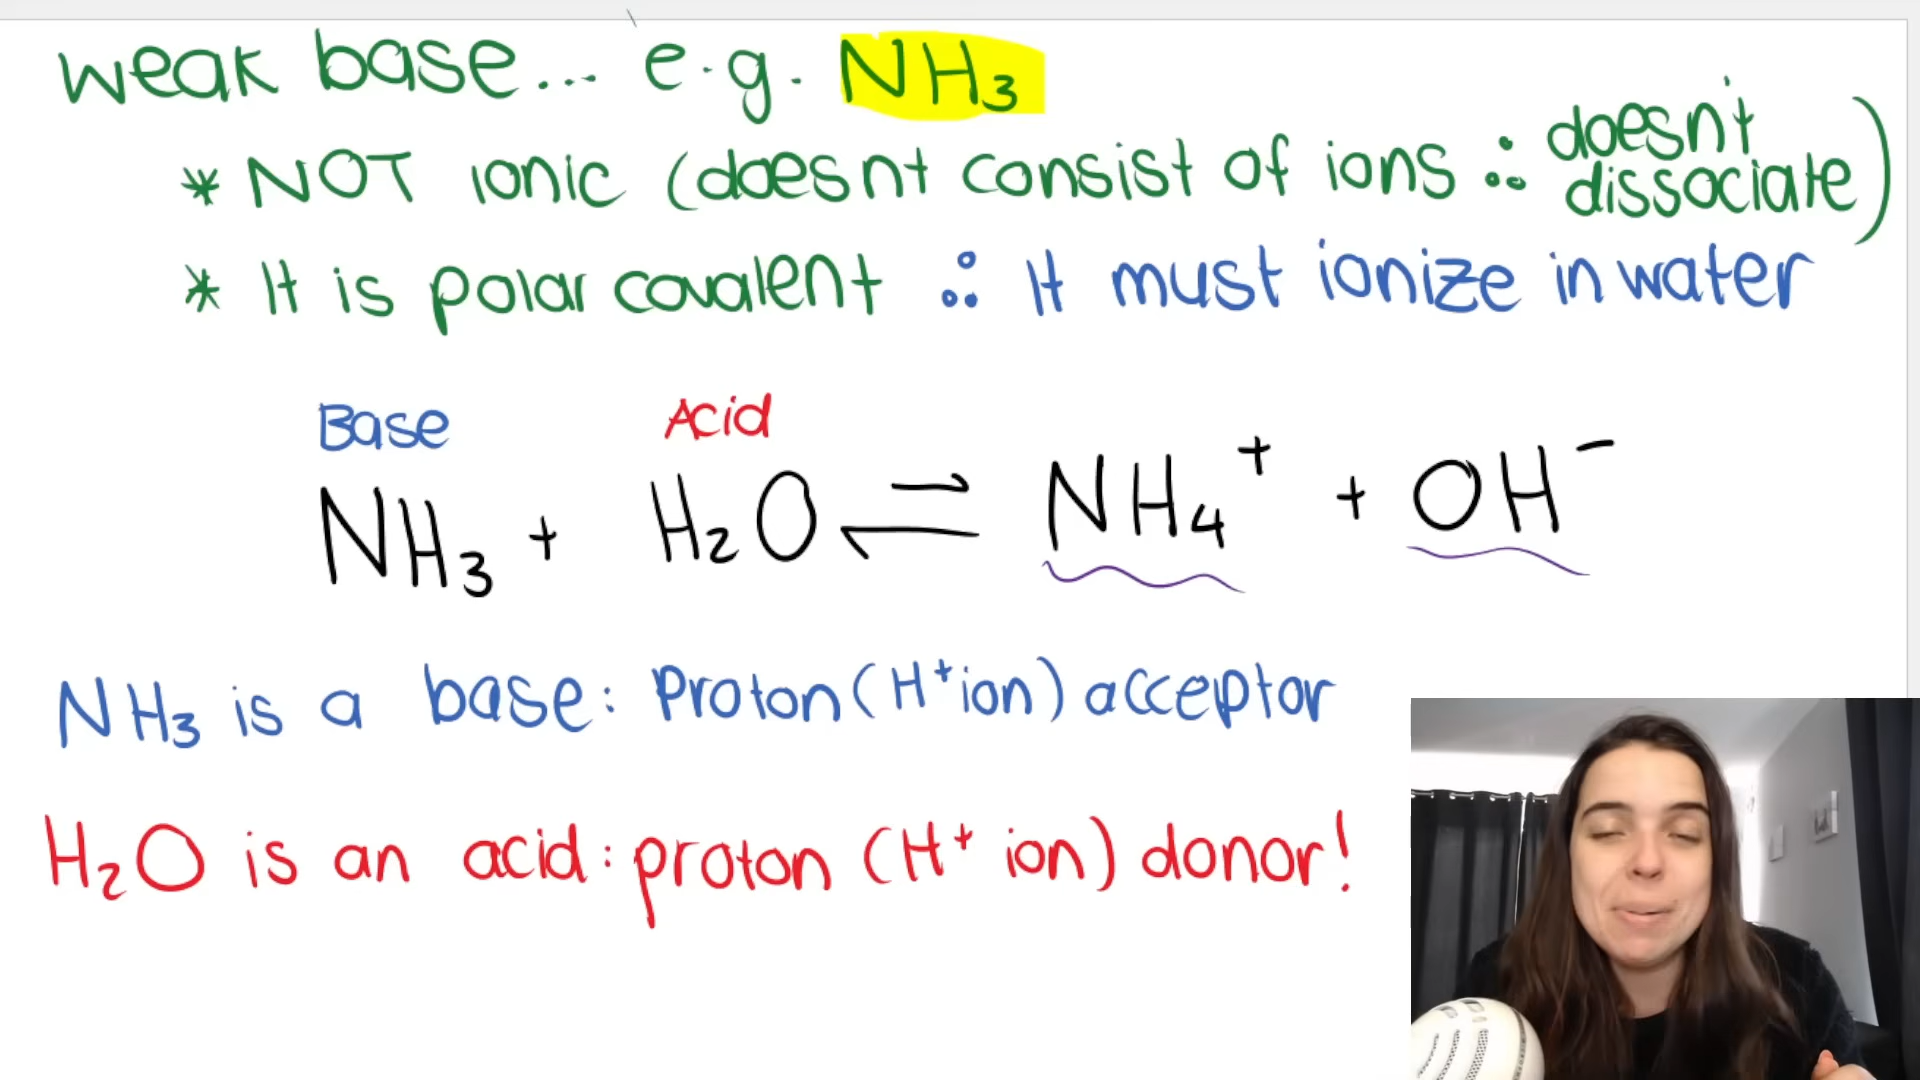 weak base... e.g. NH₃
* NOT ionic (doesnt consist of ions ∴ doesn't dissociate)
* It is polar covalent ∴ It must ionize in water
Base Acid
NH₃ + H₂O ⇌ NH₄⁺ + OH⁻
NH₃ is a base: Proton (H⁺ ion) acceptor
H₂O is an acid: proton (H⁺ ion) donor!